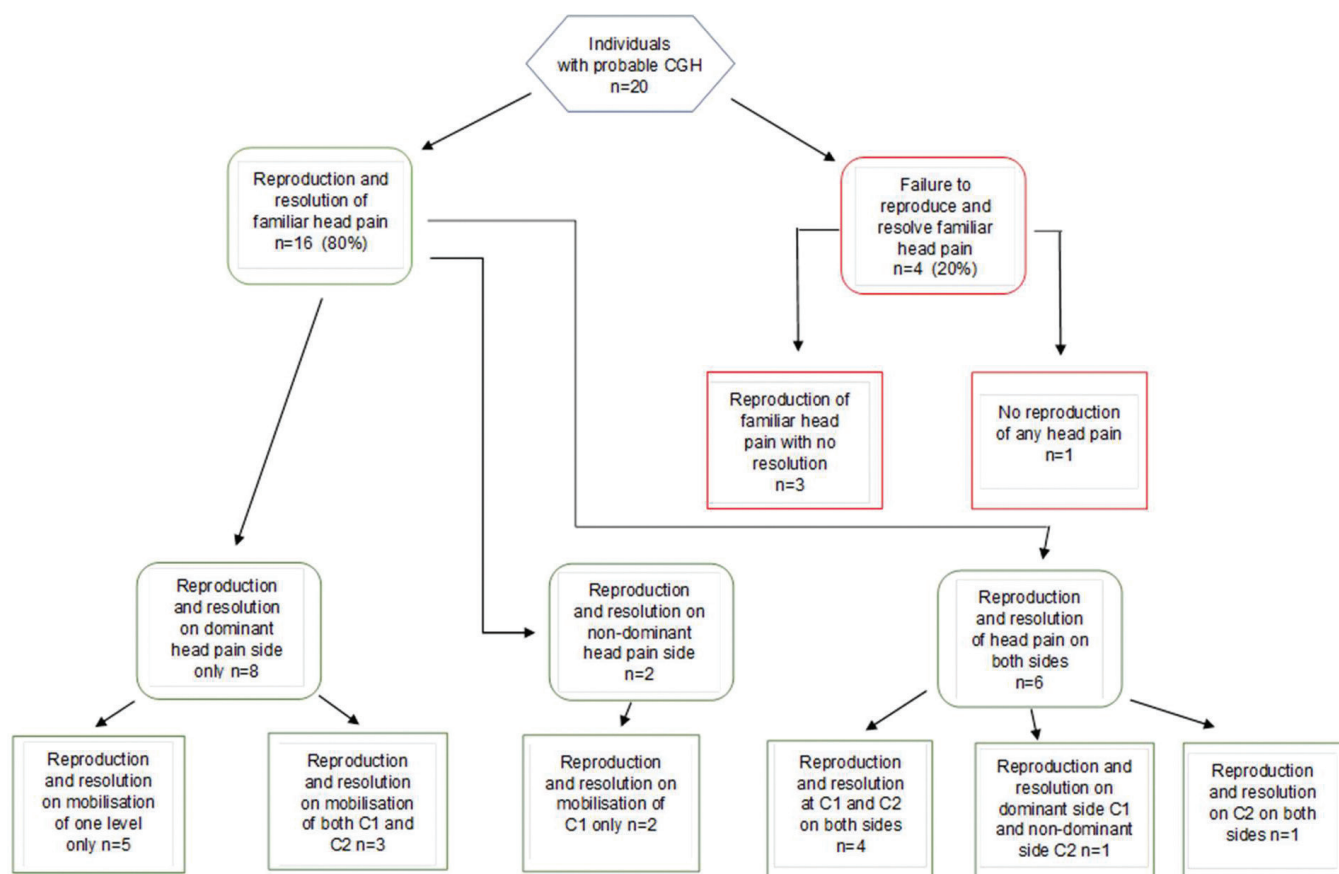 Individuals
with probable CGH
n=20
Reproduction and
resolution of
familiar head pain
n=16 (80%)
Failure to
reproduce and
resolve familiar
head pain
n=4 (20%)
Reproduction of
familiar head
pain with no
resolution
n=3
No reproduction
of any head pain
n=1
Reproduction
and resolution
on dominant
head pain side
only n=8
Reproduction
and resolution on
non-dominant
head pain side
n=2
Reproduction
and resolution
of head pain on
both sides
n=6
Reproduction
and resolution
on mobilisation
of one level
only n=5
Reproduction
and resolution
on mobilisation
of both C1 and
C2 n=3
Reproduction
and resolution on
mobilisation of
C1 only n=2
Reproduction
and resolution
at C1 and C2
on both sides
n=4
Reproduction and
resolution on
dominant side C1
and non-dominant
side C2 n=1
Reproduction
and resolution
on C2 on both
sides n=1